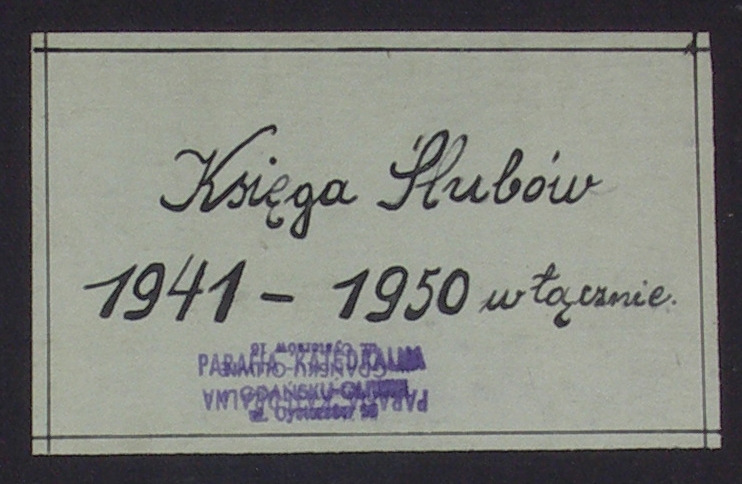 Księga Ślubów
1941 – 1950 włącznie.
PARAFIA KATEDRALNA